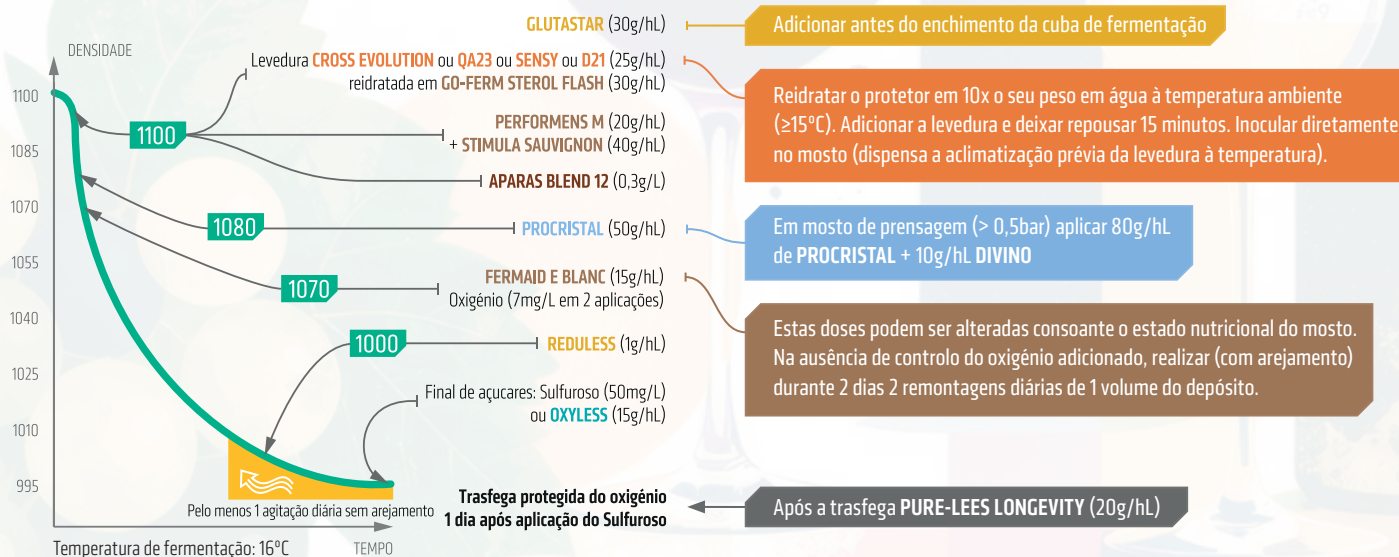 GLUTASTAR (30g/hL)
Adicionar antes do enchimento da cuba de fermentação
DENSIDADE
Levedura CROSS EVOLUTION ou QA23 ou SENSY ou D21 (25g/hL)
reidratada em GO-FERM STEROL FLASH (30g/hL)
Reidratar o protetor em 10x o seu peso em água à temperatura ambiente
(≥15ºC). Adicionar a levedura e deixar repousar 15 minutos. Inocular diretamente
no mosto (dispensa a aclimatização prévia da levedura à temperatura).
1100
1100
PERFORMENS M (20g/hL)
+ STIMULA SAUVIGNON (40g/hL)
1085
APARAS BLEND 12 (0,3g/L)
1070
1080
PROCRISTAL (50g/hL)
Em mosto de prensagem (> 0,5bar) aplicar 80g/hL
de PROCRISTAL + 10g/hL DIVINO
1055
1070
FERMAID E BLANC (15g/hL)
Oxigénio (7mg/L em 2 aplicações)
Estas doses podem ser alteradas consoante o estado nutricional do mosto.
Na ausência de controlo do oxigénio adicionado, realizar (com arejamento)
durante 2 dias 2 remontagens diárias de 1 volume do depósito.
1040
1000
REDULESS (1g/hL)
1025
Final de açucares: Sulfuroso (50mg/L)
ou OXYLESS (15g/hL)
1010
995
Pelo menos 1 agitação diária sem arejamento
Trasfega protegida do oxigénio
1 dia após aplicação do Sulfuroso
Após a trasfega PURE-LEES LONGEVITY (20g/hL)
Temperatura de fermentação: 16ºC
TEMPO